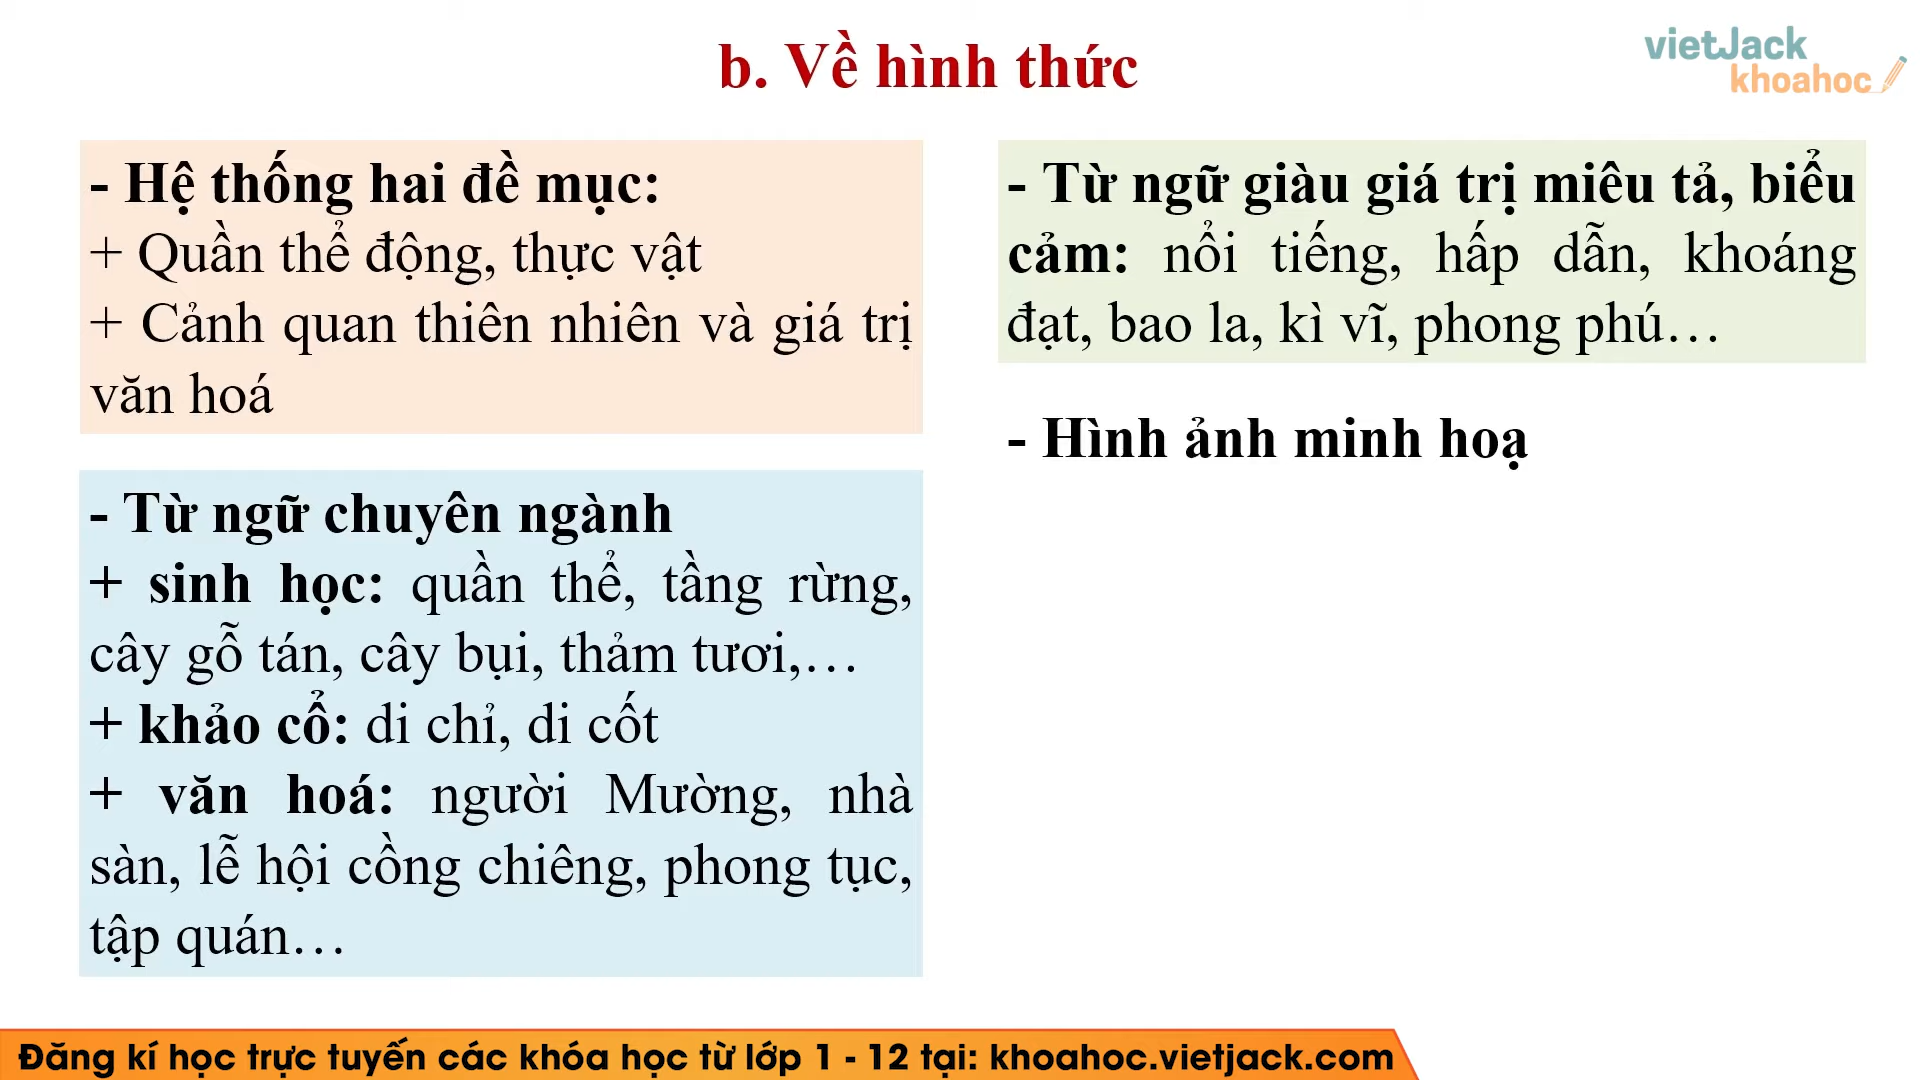 b. Về hình thức
vietJack
khoahoc
- Hệ thống hai đề mục:
+ Quần thể động, thực vật
+ Cảnh quan thiên nhiên và giá trị
văn hoá
- Từ ngữ chuyên ngành
+ sinh học: quần thể, tầng rừng,
cây gỗ tán, cây bụi, thảm tươi,…
+ khảo cổ: di chỉ, di cốt
+ văn hoá: người Mường, nhà
sàn, lễ hội cồng chiêng, phong tục,
tập quán…
- Từ ngữ giàu giá trị miêu tả, biểu
cảm: nổi tiếng, hấp dẫn, khoáng
đạt, bao la, kì vĩ, phong phú…
- Hình ảnh minh hoạ
Đăng kí học trực tuyến các khóa học từ lớp 1 - 12 tại: khoahoc.vietjack.com